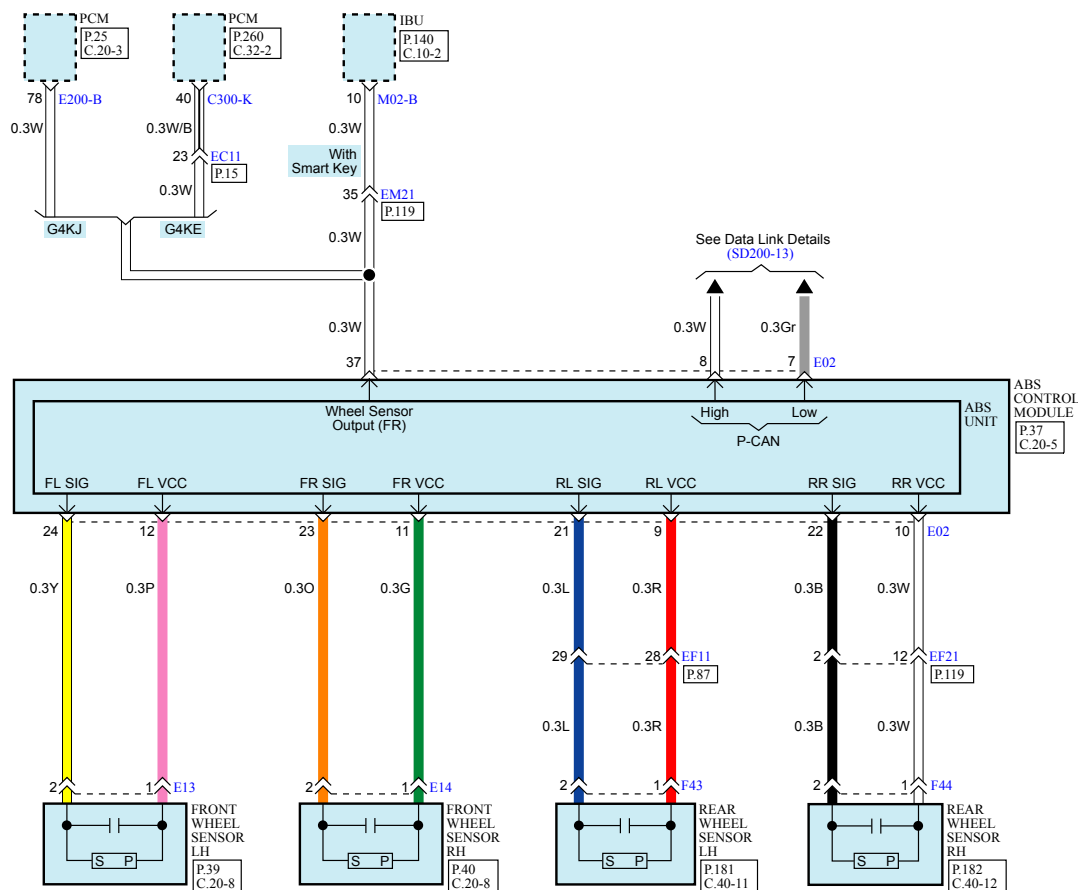 PCM
P.25
C.20-3
PCM
P.260
C.32-2
IBU
P.140
C.10-2
78 E200-B
40 C300-K
10 M02-B
0.3W
0.3W/B
0.3W
23 EC11
P.15
With
Smart Key
0.3W
35 EM21
P.119
G4KJ
G4KE
0.3W
See Data Link Details
(SD200-13)
0.3W
0.3W
0.3Gr
37
8
7 E02
ABS
CONTROL
MODULE
P.37
C.20-5
ABS
UNIT
Wheel Sensor
Output (FR)
High
Low
P-CAN
FL SIG
FL VCC
FR SIG
FR VCC
RL SIG
RL VCC
RR SIG
RR VCC
24
12
23
11
21
9
22
10 E02
0.3Y
0.3P
0.3O
0.3G
0.3L
0.3R
0.3B
0.3W
29
28 EF11
P.87
2
12 EF21
P.119
0.3L
0.3R
0.3B
0.3W
2
1 E13
2
1 E14
2
1 F43
2
1 F44
S P
FRONT
WHEEL
SENSOR
LH
P.39
C.20-8
S P
FRONT
WHEEL
SENSOR
RH
P.40
C.20-8
S P
REAR
WHEEL
SENSOR
LH
P.181
C.40-11
S P
REAR
WHEEL
SENSOR
RH
P.182
C.40-12